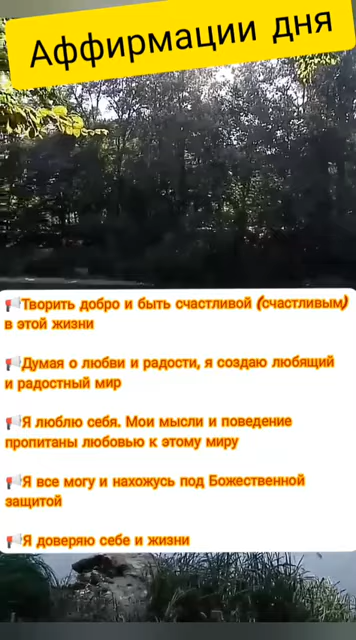 Аффирмации дня
📢Творить добро и быть счастливой (счастливым)
в этой жизни
📢Думая о любви и радости, я создаю любящий
и радостный мир
📢Я люблю себя. Мои мысли и поведение
пропитаны любовью к этому миру
📢Я все могу и нахожусь под Божественной
защитой
📢Я доверяю себе и жизни